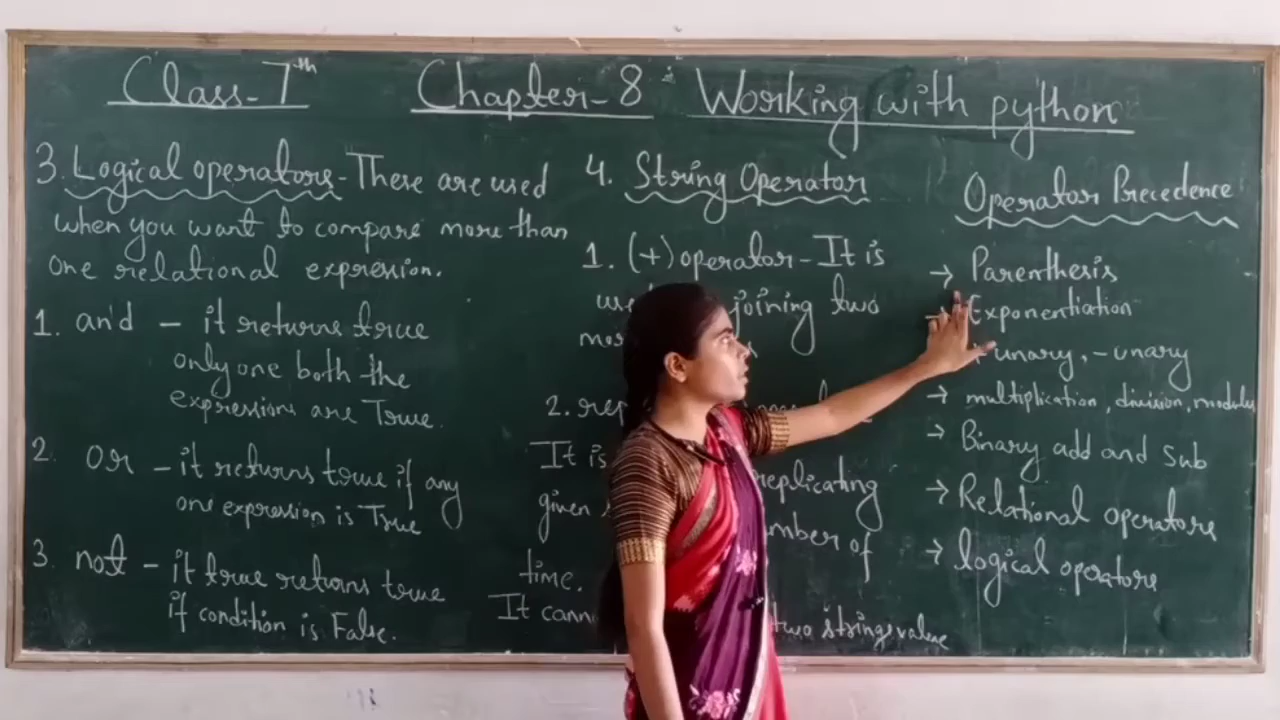 Class-7th Chapter-8: Working with python
3. Logical operators - These are used
when you want to compare more than
one relational expression.
1. and - it returns true
only one both the
expressions are True.
2. or - it returns true if any
one expression is True
3. not - it true returns true
if condition is False.
4. String Operator
1. (+) operator - It is
joining two
2.
It is replicating
given
number of
time.
It two strings value
Operator Precedence
→ Parenthesis
→ Exponentiation
unary, - unary
→ multiplication, division, modulus
→ Binary add and Sub
→ Relational operators
→ logical operators